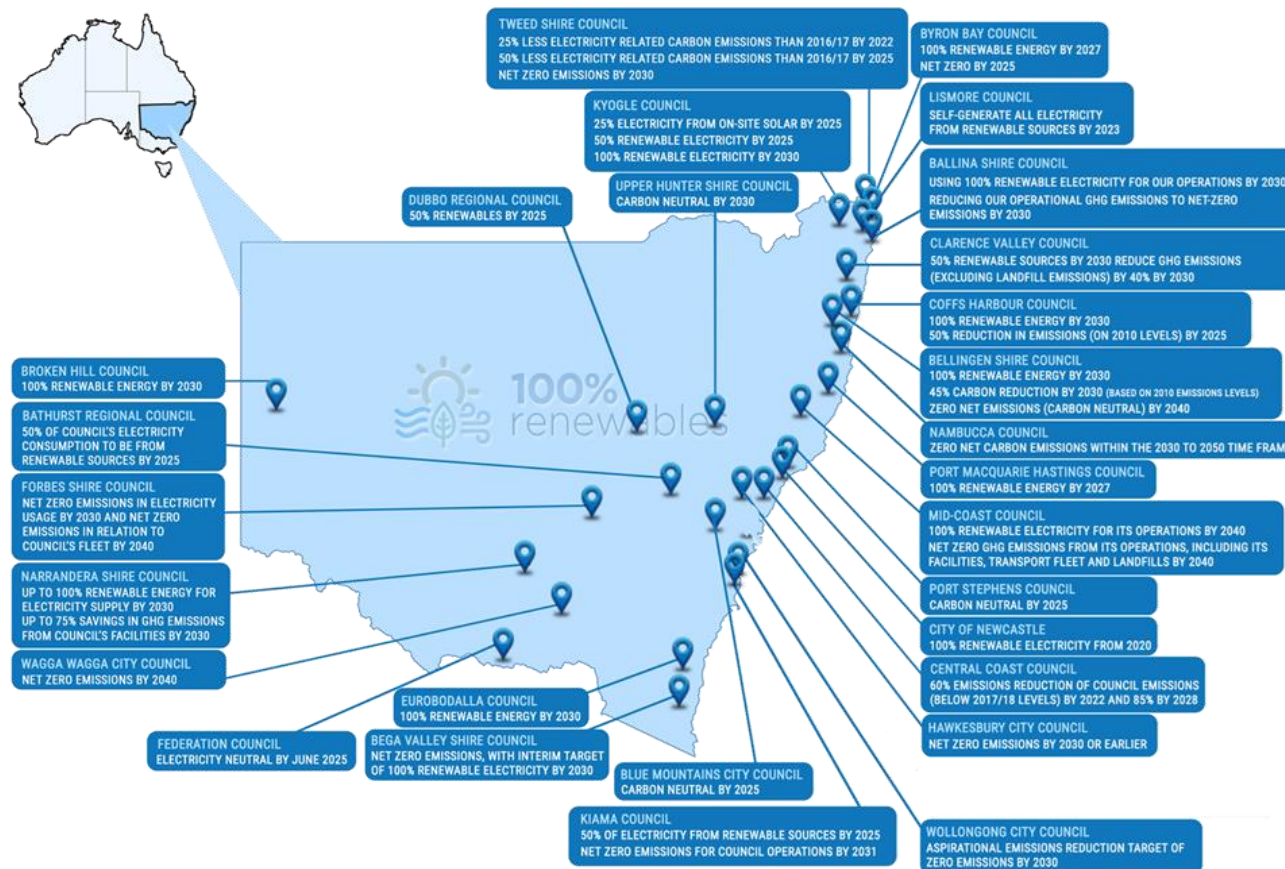 TWEED SHIRE COUNCIL
25% LESS ELECTRICITY RELATED CARBON EMISSIONS THAN 2016/17 BY 2022
50% LESS ELECTRICITY RELATED CARBON EMISSIONS THAN 2016/17 BY 2025
NET ZERO EMISSIONS BY 2030
BYRON BAY COUNCIL
100% RENEWABLE ENERGY BY 2027
NET ZERO BY 2025
KYOGLE COUNCIL
25% ELECTRICITY FROM ON-SITE SOLAR BY 2025
50% RENEWABLE ELECTRICITY BY 2025
100% RENEWABLE ELECTRICITY BY 2030
LISMORE COUNCIL
SELF-GENERATE ALL ELECTRICITY
FROM RENEWABLE SOURCES BY 2023
DUBBO REGIONAL COUNCIL
50% RENEWABLES BY 2025
UPPER HUNTER SHIRE COUNCIL
CARBON NEUTRAL BY 2030
BALLINA SHIRE COUNCIL
USING 100% RENEWABLE ELECTRICITY FOR OUR OPERATIONS BY 2030
REDUCING OUR OPERATIONAL GHG EMISSIONS TO NET-ZERO
EMISSIONS BY 2030
CLARENCE VALLEY COUNCIL
50% RENEWABLE SOURCES BY 2030 REDUCE GHG EMISSIONS
(EXCLUDING LANDFILL EMISSIONS) BY 40% BY 2030
COFFS HARBOUR COUNCIL
100% RENEWABLE ENERGY BY 2030
50% REDUCTION IN EMISSIONS (ON 2010 LEVELS) BY 2025
BELLINGEN SHIRE COUNCIL
100% RENEWABLE ENERGY BY 2030
45% CARBON REDUCTION BY 2030 (BASED ON 2010 EMISSIONS LEVELS)
ZERO NET EMISSIONS (CARBON NEUTRAL) BY 2040
NAMBUCCA COUNCIL
ZERO NET CARBON EMISSIONS WITHIN THE 2030 TO 2050 TIME FRAM
PORT MACQUARIE HASTINGS COUNCIL
100% RENEWABLE ENERGY BY 2027
MID-COAST COUNCIL
100% RENEWABLE ELECTRICITY FOR ITS OPERATIONS BY 2040
NET ZERO GHG EMISSIONS FROM ITS OPERATIONS, INCLUDING ITS
FACILITIES, TRANSPORT FLEET AND LANDFILLS BY 2040
PORT STEPHENS COUNCIL
CARBON NEUTRAL BY 2025
CITY OF NEWCASTLE
100% RENEWABLE ELECTRICITY FROM 2020
CENTRAL COAST COUNCIL
60% EMISSIONS REDUCTION OF COUNCIL EMISSIONS
(BELOW 2017/18 LEVELS) BY 2022 AND 85% BY 2028
HAWKESBURY CITY COUNCIL
NET ZERO EMISSIONS BY 2030 OR EARLIER
WOLLONGONG CITY COUNCIL
ASPIRATIONAL EMISSIONS REDUCTION TARGET OF
ZERO EMISSIONS BY 2030
100%
renewables
BROKEN HILL COUNCIL
100% RENEWABLE ENERGY BY 2030
BATHURST REGIONAL COUNCIL
50% OF COUNCIL'S ELECTRICITY
CONSUMPTION TO BE FROM
RENEWABLE SOURCES BY 2025
FORBES SHIRE COUNCIL
NET ZERO EMISSIONS IN ELECTRICITY
USAGE BY 2030 AND NET ZERO
EMISSIONS IN RELATION TO
COUNCIL'S FLEET BY 2040
NARRANDERA SHIRE COUNCIL
UP TO 100% RENEWABLE ENERGY FOR
ELECTRICITY SUPPLY BY 2030
UP TO 75% SAVINGS IN GHG EMISSIONS
FROM COUNCIL'S FACILITIES BY 2030
WAGGA WAGGA CITY COUNCIL
NET ZERO EMISSIONS BY 2040
FEDERATION COUNCIL
ELECTRICITY NEUTRAL BY JUNE 2025
EUROBODALLA COUNCIL
100% RENEWABLE ENERGY BY 2030
BEGA VALLEY SHIRE COUNCIL
NET ZERO EMISSIONS, WITH INTERIM TARGET
OF 100% RENEWABLE ELECTRICITY BY 2030
BLUE MOUNTAINS CITY COUNCIL
CARBON NEUTRAL BY 2025
KIAMA COUNCIL
50% OF ELECTRICITY FROM RENEWABLE SOURCES BY 2025
NET ZERO EMISSIONS FOR COUNCIL OPERATIONS BY 2031